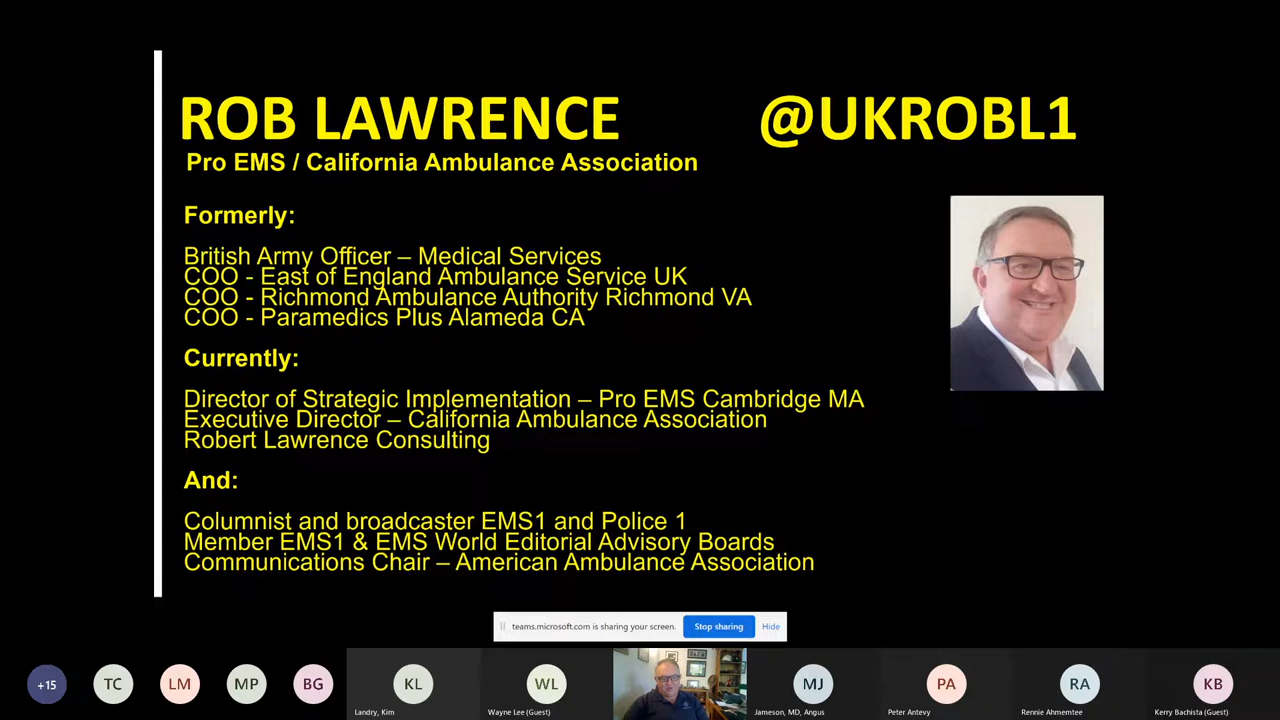 ROB LAWRENCE @UKROBL1
Pro EMS / California Ambulance Association
Formerly:
British Army Officer – Medical Services
COO - East of England Ambulance Service UK
COO - Richmond Ambulance Authority Richmond VA
COO - Paramedics Plus Alameda CA
Currently:
Director of Strategic Implementation – Pro EMS Cambridge MA
Executive Director – California Ambulance Association
Robert Lawrence Consulting
And:
Columnist and broadcaster EMS1 and Police 1
Member EMS1 & EMS World Editorial Advisory Boards
Communications Chair – American Ambulance Association
teams.microsoft.com is sharing your screen. Stop sharing Hide
+15 TC LM MP BG KL WL MJ PA RA KB
Landry, Kim Wayne Lee (Guest) Jameson, MD, Angus Peter Antevy Rennie Ahmemtee Kerry Bachista (Guest)